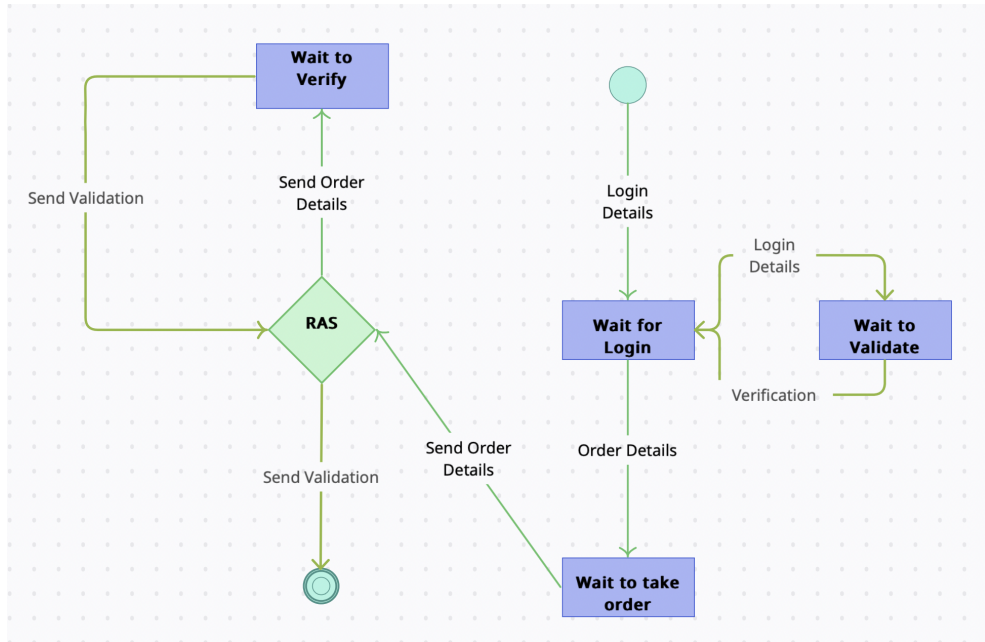 Wait to
Verify
Send Validation
Send Order
Details
Login
Details
Login
Details
RAS
Wait for
Login
Wait to
Validate
Verification
Send Order
Details
Order Details
Send Validation
Wait to take
order